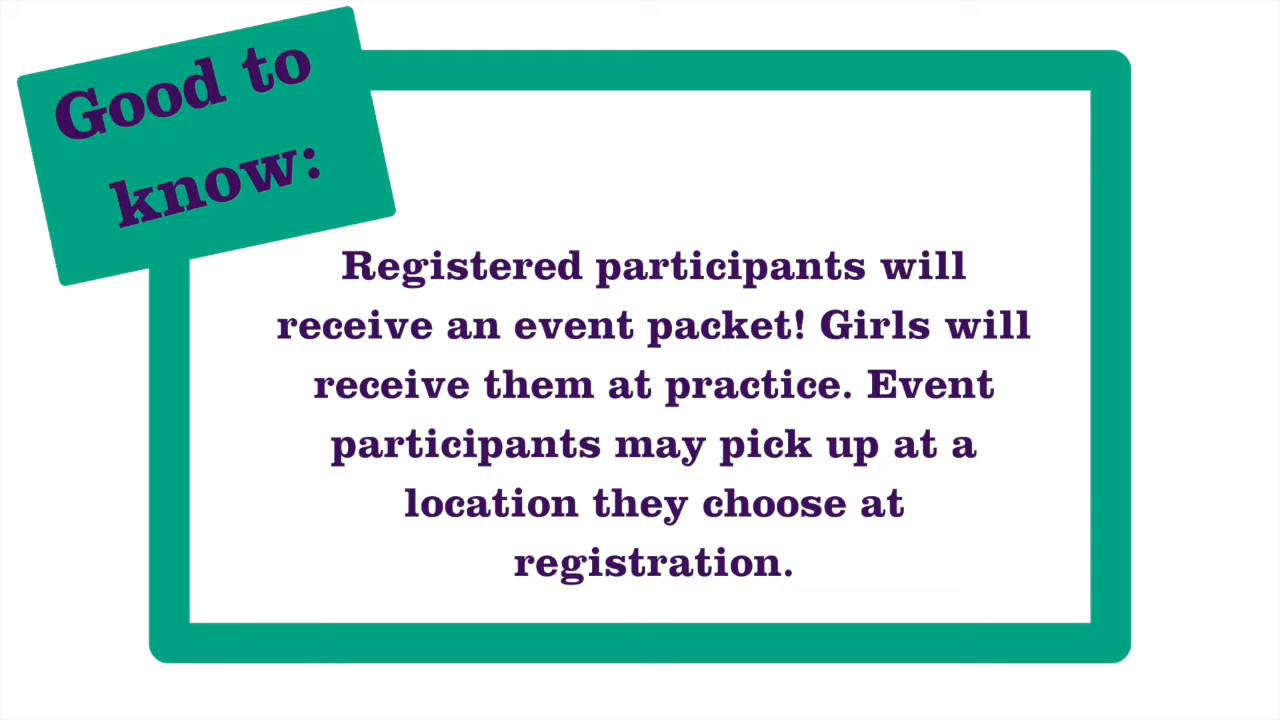 Good to
know:
Registered participants will
receive an event packet! Girls will
receive them at practice. Event
participants may pick up at a
location they choose at
registration.